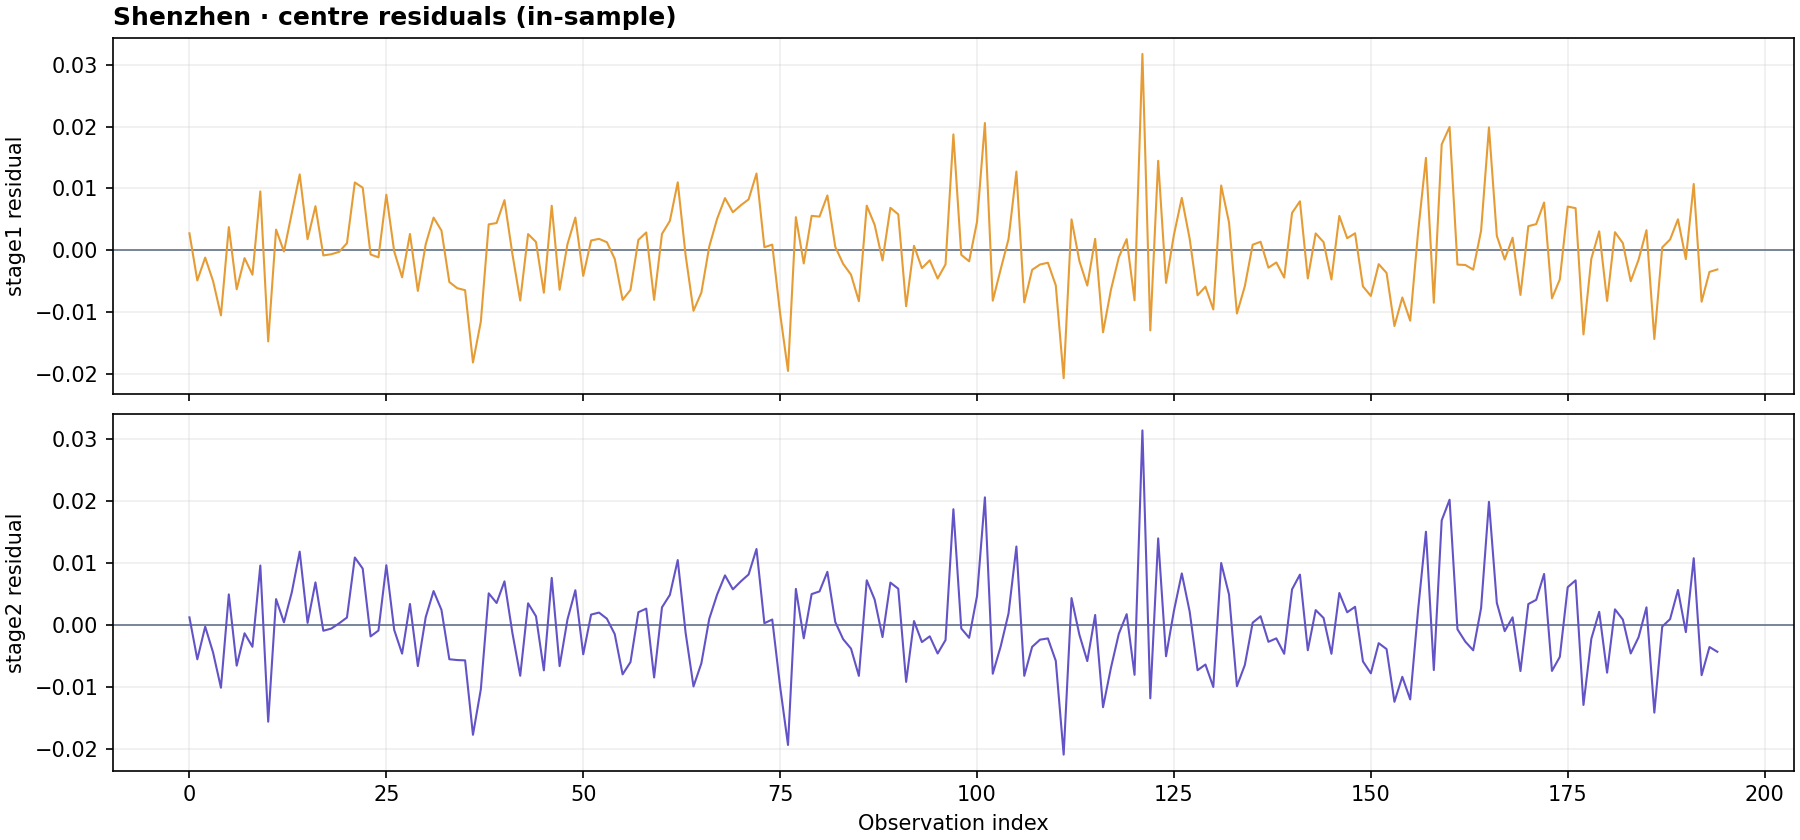 Shenzhen · centre residuals (in-sample)
stage1 residual
0.03
0.02
0.01
0.00
−0.01
−0.02
stage2 residual
0.03
0.02
0.01
0.00
−0.01
−0.02
0 25 50 75 100 125 150 175 200
Observation index